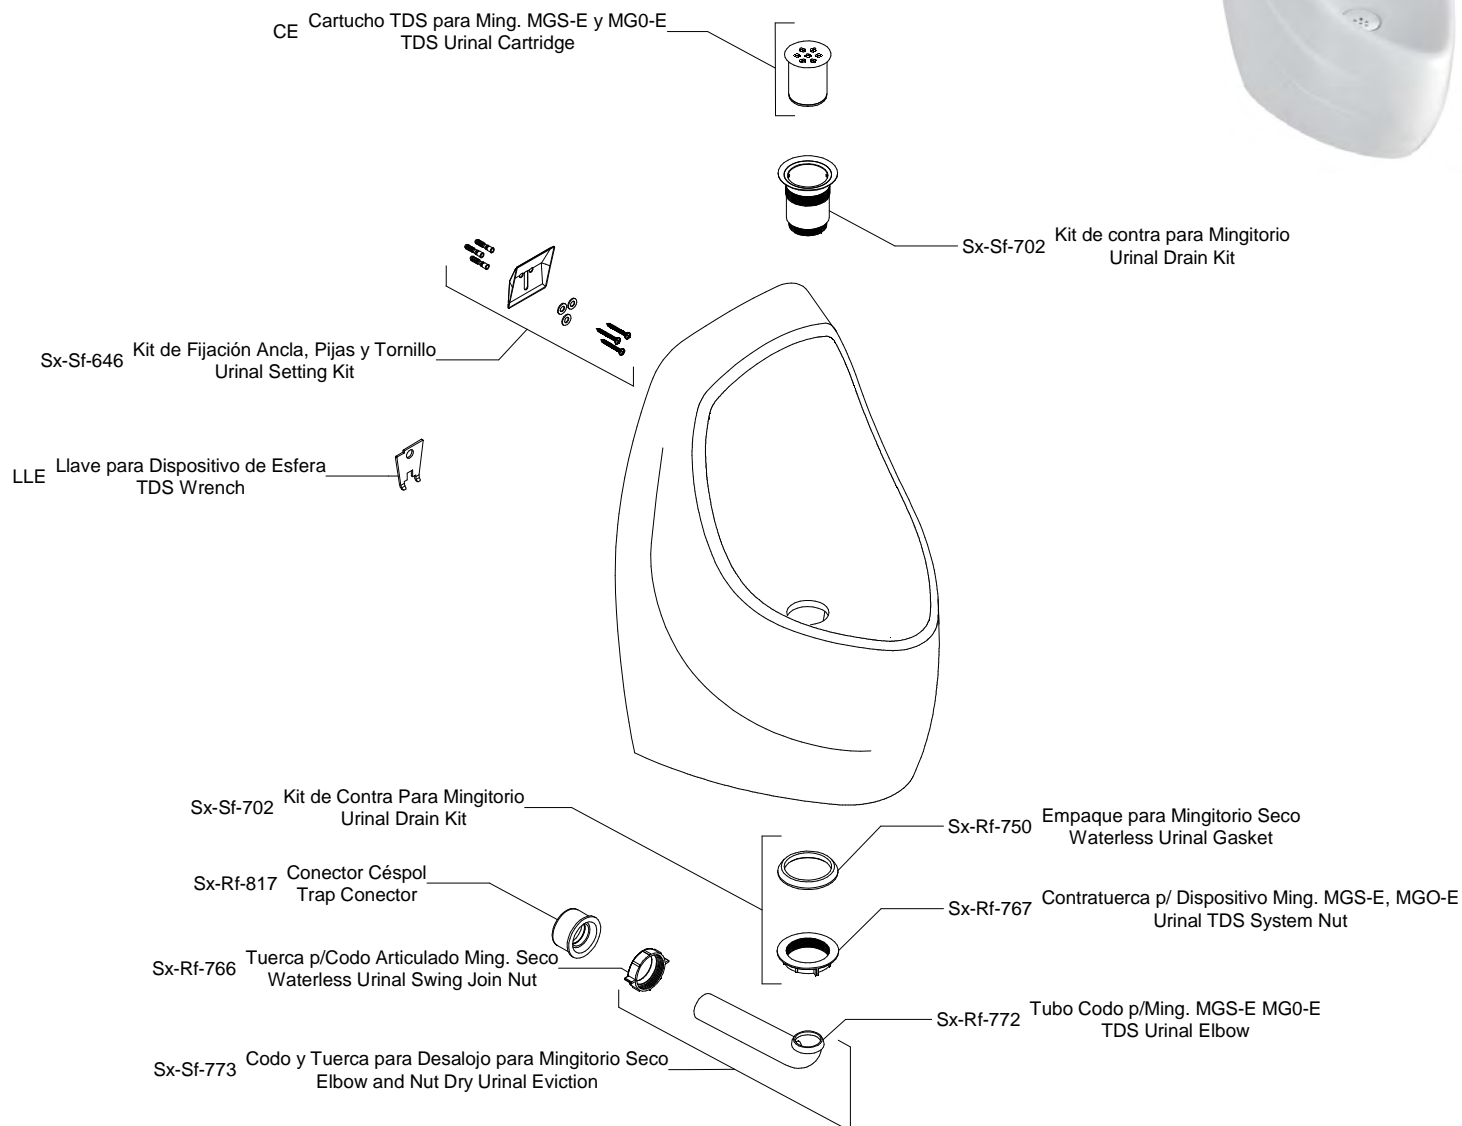 CE
Cartucho TDS para Ming. MGS-E y MG0-E
TDS Urinal Cartridge
Sx-Sf-702
Kit de contra para Mingitorio
Urinal Drain Kit
Sx-Sf-646
Kit de Fijación Ancla, Pijas y Tornillo
Urinal Setting Kit
LLE
Llave para Dispositivo de Esfera
TDS Wrench
Sx-Sf-702
Kit de Contra Para Mingitorio
Urinal Drain Kit
Sx-Rf-750
Empaque para Mingitorio Seco
Waterless Urinal Gasket
Sx-Rf-817
Conector Céspol
Trap Conector
Sx-Rf-767
Contratuerca p/ Dispositivo Ming. MGS-E, MGO-E
Urinal TDS System Nut
Sx-Rf-766
Tuerca p/Codo Articulado Ming. Seco
Waterless Urinal Swing Join Nut
Sx-Rf-772
Tubo Codo p/Ming. MGS-E MG0-E
TDS Urinal Elbow
Sx-Sf-773
Codo y Tuerca para Desalojo para Mingitorio Seco
Elbow and Nut Dry Urinal Eviction